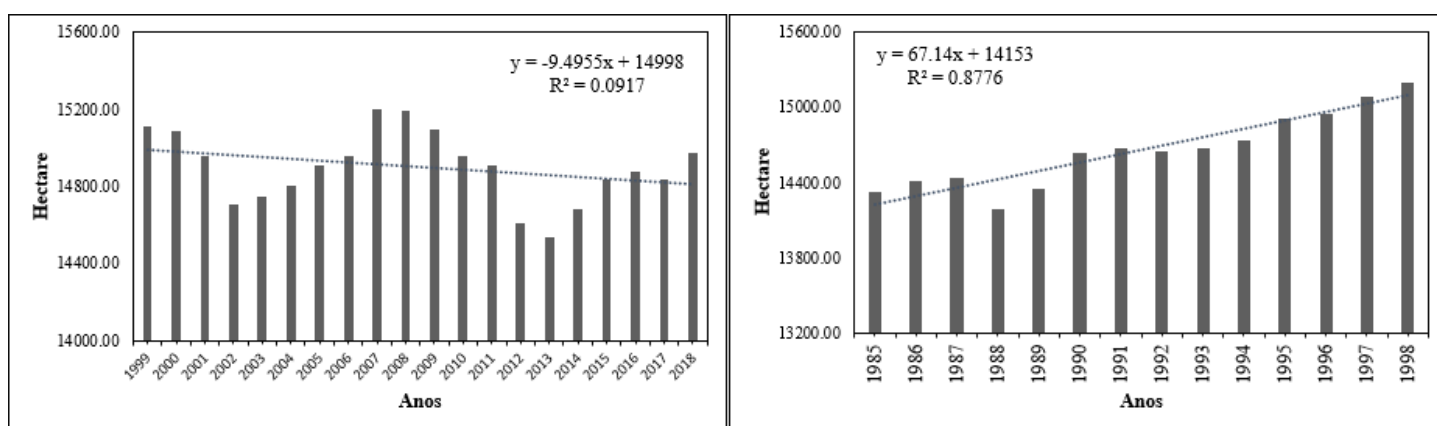 15600.00
15200.00
14800.00
14400.00
14000.00
Hectare
y = -9.4955x + 14998
R² = 0.0917
1999 2000 2001 2002 2003 2004 2005 2006 2007 2008 2009 2010 2011 2012 2013 2014 2015 2016 2017 2018
Anos
15600.00
15000.00
14400.00
13800.00
13200.00
Hectare
y = 67.14x + 14153
R² = 0.8776
1985 1986 1987 1988 1989 1990 1991 1992 1993 1994 1995 1996 1997 1998
Anos